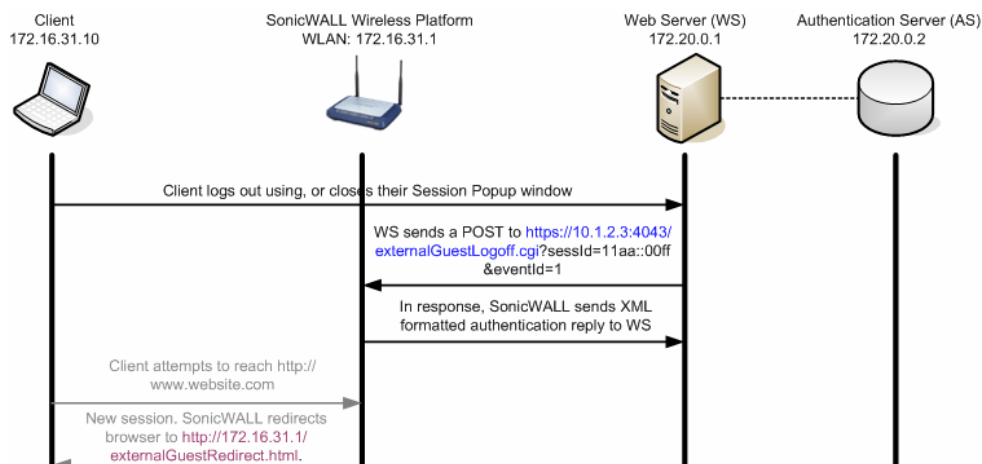 Client
172.16.31.10
SonicWALL Wireless Platform
WLAN: 172.16.31.1
Web Server (WS)
172.20.0.1
Authentication Server (AS)
172.20.0.2
Client logs out using, or closes their Session Popup window
WS sends a POST to https://10.1.2.3:4043/
externalGuestLogoff.cgi?sessId=11aa::00ff
&eventId=1
In response, SonicWALL sends XML
formatted authentication reply to WS
Client attempts to reach http://
www.website.com
New session. SonicWALL redirects
browser to http://172.16.31.1/
externalGuestRedirect.html.